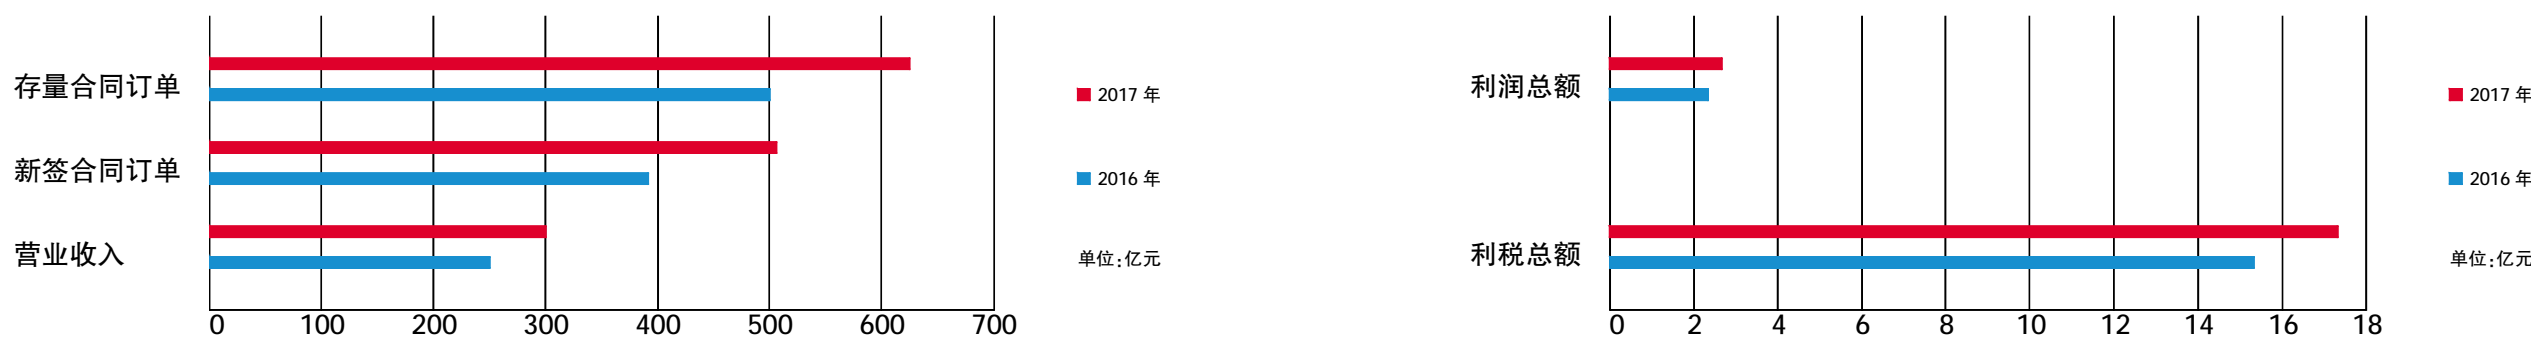 存量合同订单
新签合同订单
营业收入
0 100 200 300 400 500 600 700
2017 年
2016 年
单位:亿元
利润总额
利税总额
0 2 4 6 8 10 12 14 16 18
2017 年
2016 年
单位:亿元